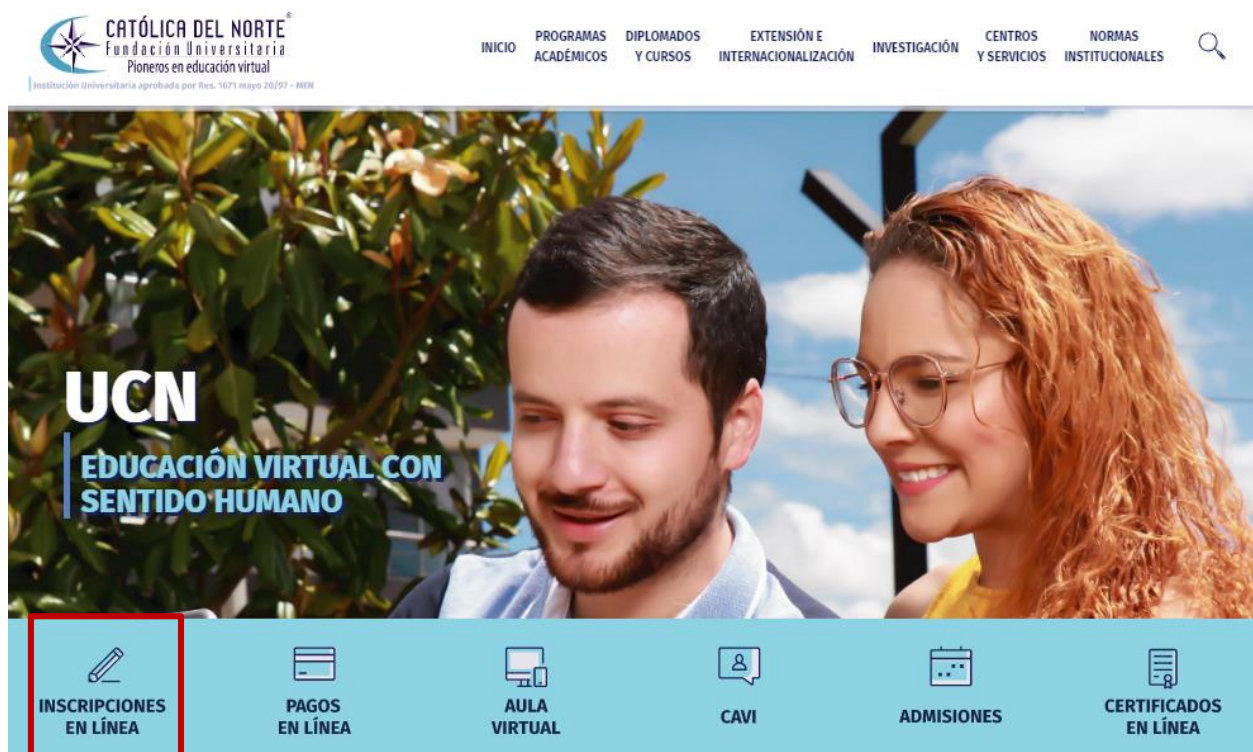 CATÓLICA DEL NORTE®
Fundación Universitaria
Pioneros en educación virtual
Institución Universitaria aprobada por Res. 1671 mayo 20/97 - MEN
INICIO
PROGRAMAS
ACADÉMICOS
DIPLOMADOS
Y CURSOS
EXTENSIÓN E
INTERNACIONALIZACIÓN
INVESTIGACIÓN
CENTROS
Y SERVICIOS
NORMAS
INSTITUCIONALES
UCN
EDUCACIÓN VIRTUAL CON
SENTIDO HUMANO
INSCRIPCIONES
EN LÍNEA
PAGOS
EN LÍNEA
AULA
VIRTUAL
CAVI
ADMISIONES
CERTIFICADOS
EN LÍNEA